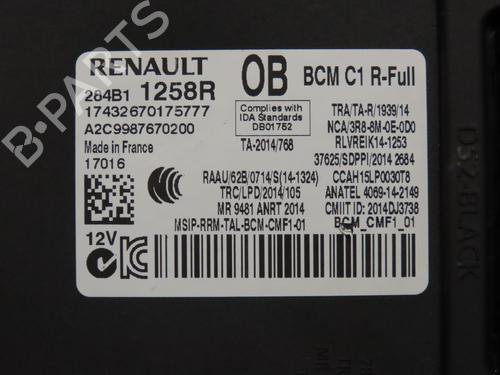 RENAULT
284B1 1258R
17432670175777
A2C9987670200
Made in France
17016
12V
OB
BCM C1 R-Full
Complies with
IDA Standards
DB01752
TA-2014/768
TRA/TA-R/1939/14
NCA/3R8-8M-0E-0D0
RLVREIK14-1253
37625/SDPPI/2014 2684
RAAU/62B/0714/S(14-1324)
CCAH15LP0030T8
TRC/LPD/2014/105
ANATEL 4069-14-2149
MR 9481 ANRT 2014
CMIIT ID: 2014DJ3738
MSIP-RRM-TAL-BCM-CMF1-01
BCM_CMF1_01
D52-BLACK
B-PARTS